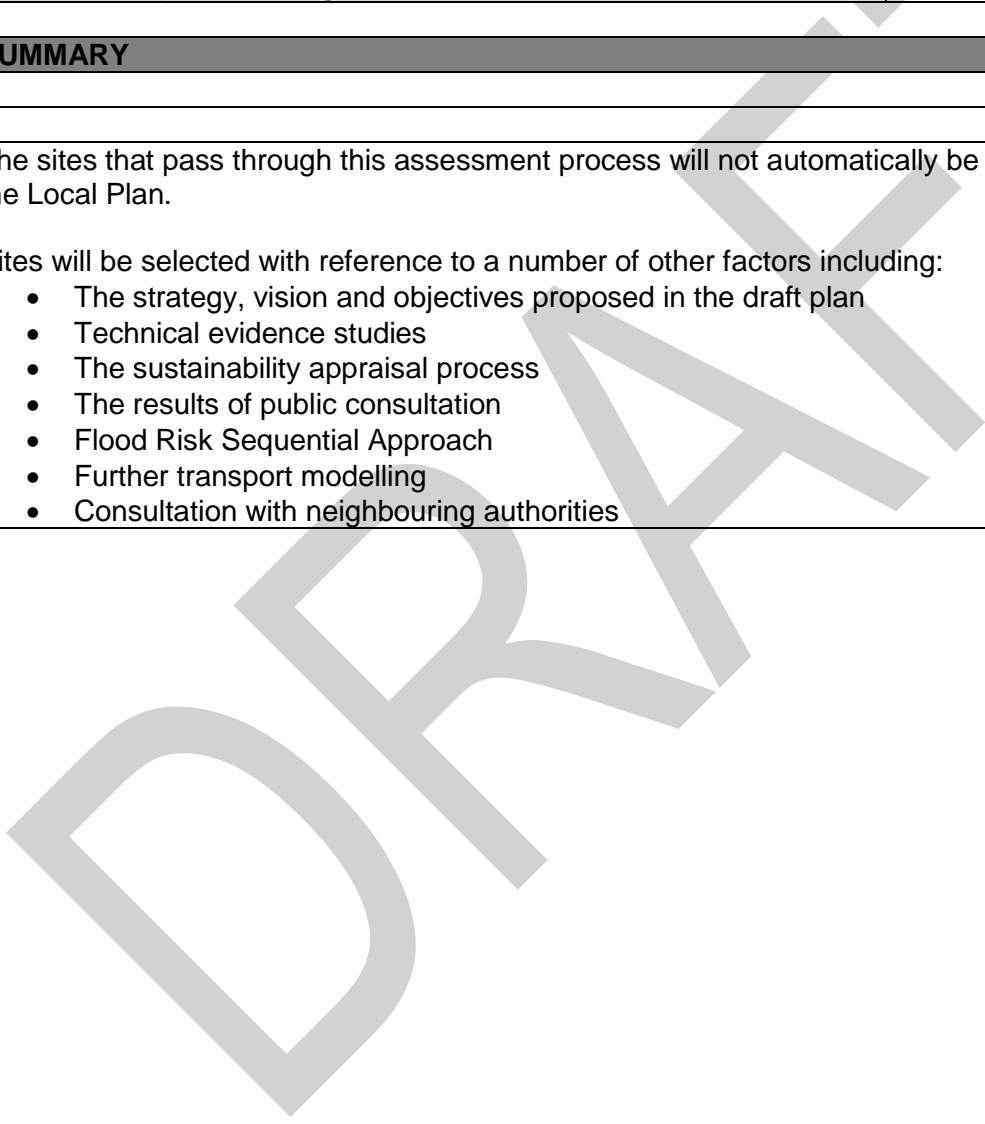 UMMARY
he sites that pass through this assessment process will not automatically be
e Local Plan.
ites will be selected with reference to a number of other factors including:
• The strategy, vision and objectives proposed in the draft plan
• Technical evidence studies
• The sustainability appraisal process
• The results of public consultation
• Flood Risk Sequential Approach
• Further transport modelling
• Consultation with neighbouring authorities
DRAF